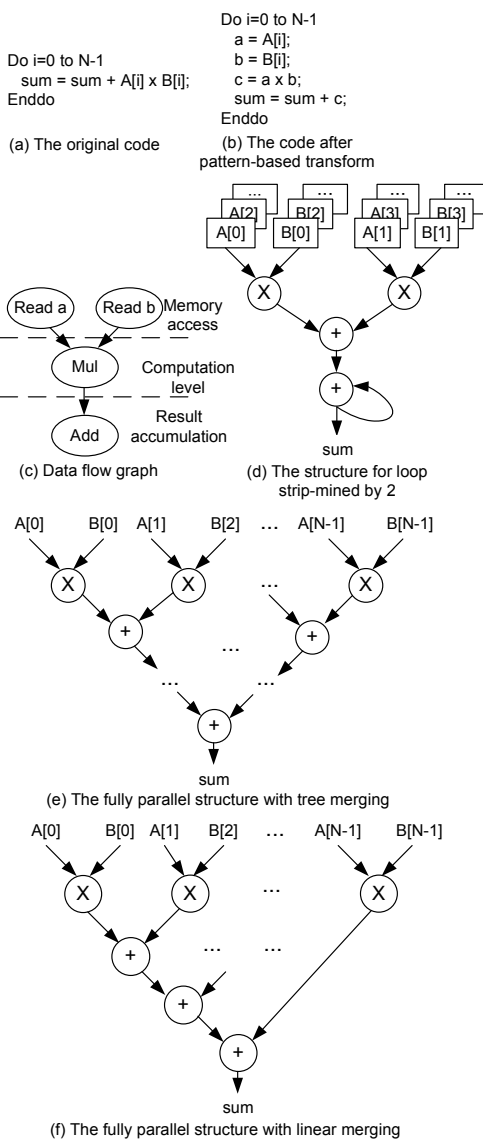 Do i=0 to N-1
sum = sum + A[i] x B[i];
Enddo
(a) The original code
Do i=0 to N-1
a = A[i];
b = B[i];
c = a x b;
sum = sum + c;
Enddo
(b) The code after
pattern-based transform
Read a
Read b
Memory
access
Mul
Computation
level
Add
Result
accumulation
(c) Data flow graph
... ... ... ...
A[2] B[2] A[3] B[3]
A[0] B[0] A[1] B[1]
X X
+
+
sum
(d) The structure for loop
strip-mined by 2
A[0] B[0] A[1] B[2] ... A[N-1] B[N-1]
X X ... X
+ ... +
... ...
+
sum
(e) The fully parallel structure with tree merging
A[0] B[0] A[1] B[2] ... A[N-1] B[N-1]
X X ... X
+ ... ...
+
+
sum
(f) The fully parallel structure with linear merging